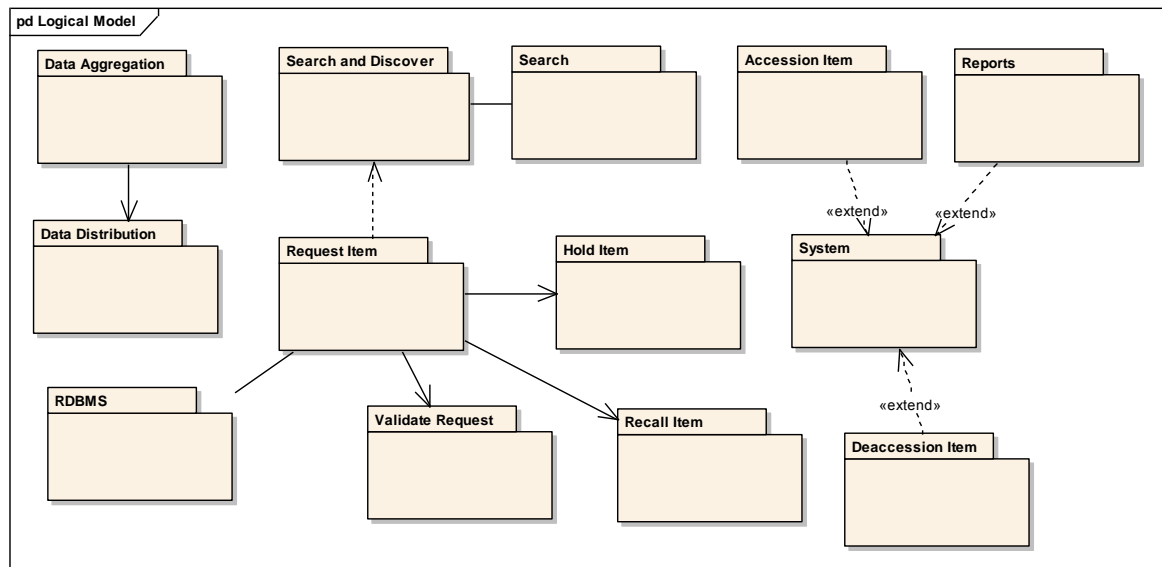 pd Logical Model
Data Aggregation
Search and Discover
Search
Accession Item
Reports
Data Distribution
«extend»
«extend»
Request Item
Hold Item
System
RDBMS
Validate Request
Recall Item
«extend»
Deaccession Item